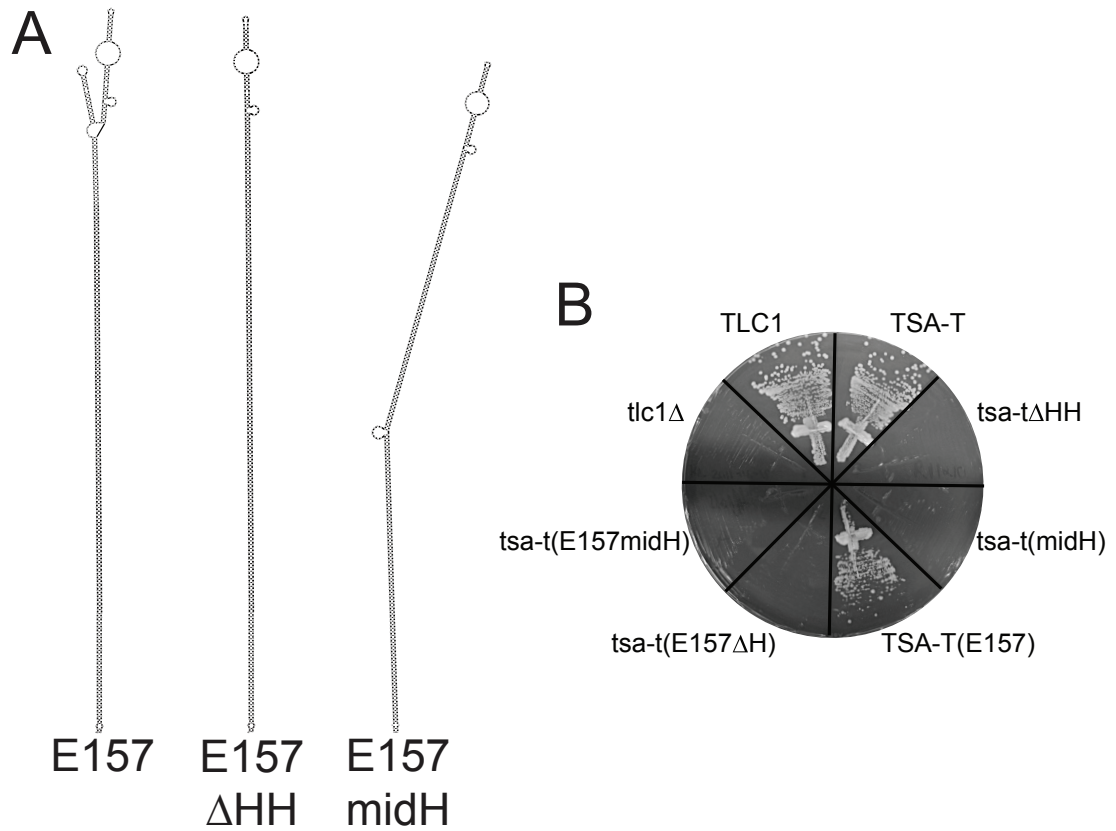 A
E157
E157
ΔHH
E157
midH
B
TLC1
TSA-T
tlc1Δ
tsa-tΔHH
tsa-t(E157midH)
tsa-t(midH)
tsa-t(E157ΔH)
TSA-T(E157)